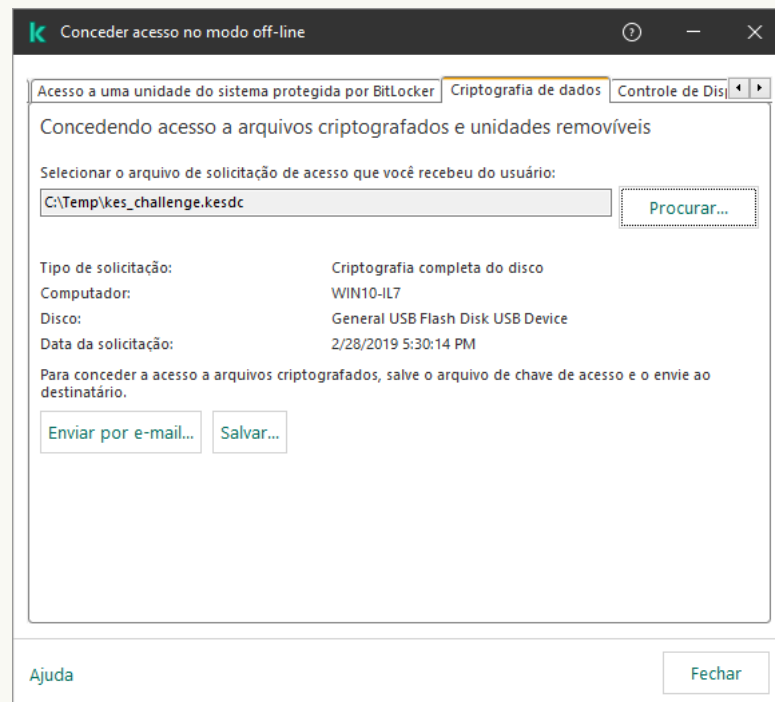 Conceder acesso no modo off-line
Acesso a uma unidade do sistema protegida por BitLocker Criptografia de dados Controle de
Concedendo acesso a arquivos criptografados e unidades removíveis
Selecionar o arquivo de solicitação de acesso que você recebeu do usuário:
C:\Temp\kes_challenge.kesdc Procurar...
Tipo de solicitação: Criptografia completa do disco
Computador: WIN10-IL7
Disco: General USB Flash Disk USB Device
Data da solicitação: 2/28/2019 5:30:14 PM
Para conceder a acesso a arquivos criptografados, salve o arquivo de chave de acesso e o envie ao
destinatário.
Enviar por e-mail... Salvar...
Ajuda Fechar